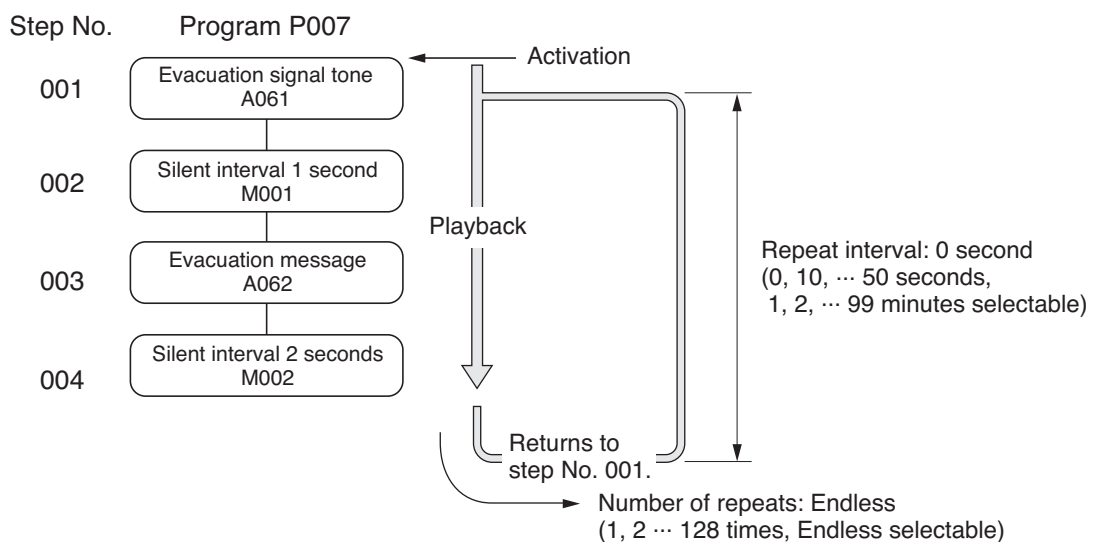 Step No. Program P007
Activation
001
Evacuation signal tone
A061
002
Silent interval 1 second
M001
Playback
003
Evacuation message
A062
004
Silent interval 2 seconds
M002
Repeat interval: 0 second
(0, 10, ··· 50 seconds,
1, 2, ··· 99 minutes selectable)
Returns to
step No. 001.
Number of repeats: Endless
(1, 2 ··· 128 times, Endless selectable)